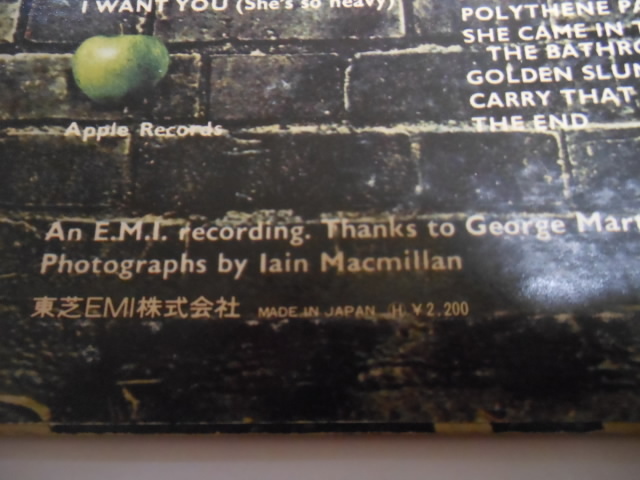 I WANT YOU (She's so heavy)
Apple Records
POLYTHENE
SHE CAME IN
THE
GOLDEN
CARRY THAT
THE END
An E.M.I. recording. Thanks to George
Photographs by Iain Macmillan
東芝EMI株式会社 MADE IN JAPAN H ¥2,200